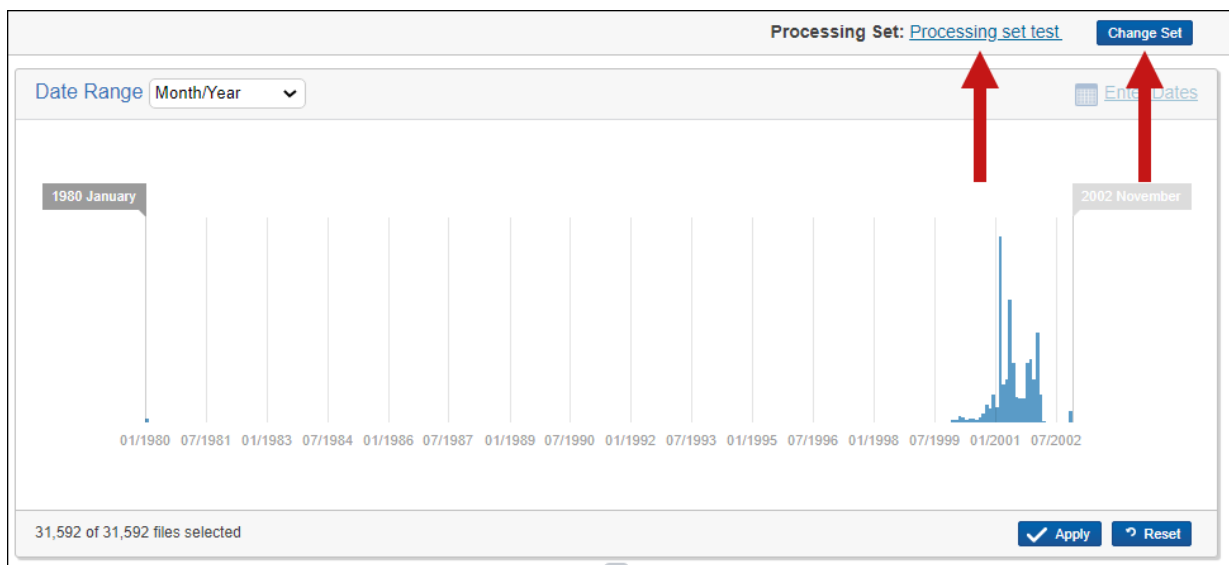 Processing Set: Processing set test Change Set
Date Range Month/Year Enter Dates
1980 January 2002 November
01/1980 07/1981 01/1983 07/1984 01/1986 07/1987 01/1989 07/1990 01/1992 07/1993 01/1995 07/1996 01/1998 07/1999 01/2001 07/2002
31,592 of 31,592 files selected Apply Reset